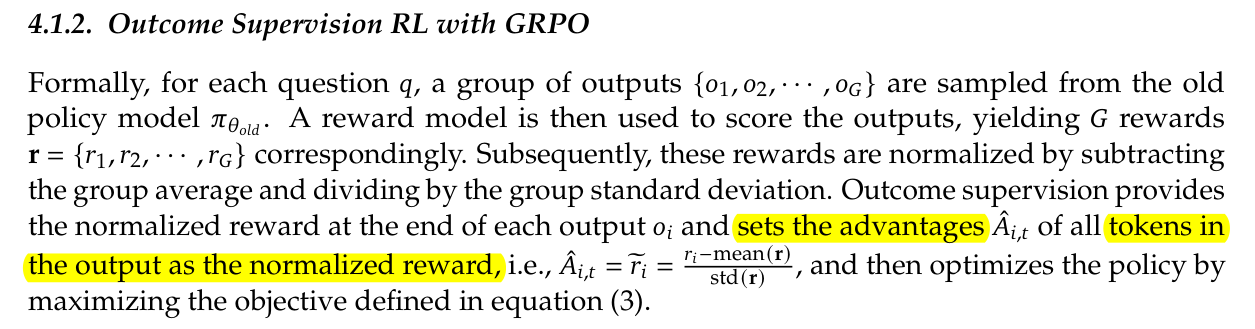 4.1.2. Outcome Supervision RL with GRPO
Formally, for each question q, a group of outputs {o₁, o₂, · · · , o_G} are sampled from the old
policy model π_θ_old. A reward model is then used to score the outputs, yielding G rewards
r = {r₁, r₂, · · · , r_G} correspondingly. Subsequently, these rewards are normalized by subtracting
the group average and dividing by the group standard deviation. Outcome supervision provides
the normalized reward at the end of each output oᵢ and sets the advantages Â_i,t of all tokens in
the output as the normalized reward, i.e., Â_i,t = r̃ᵢ = (rᵢ−mean(r))/std(r), and then optimizes the policy by
maximizing the objective defined in equation (3).